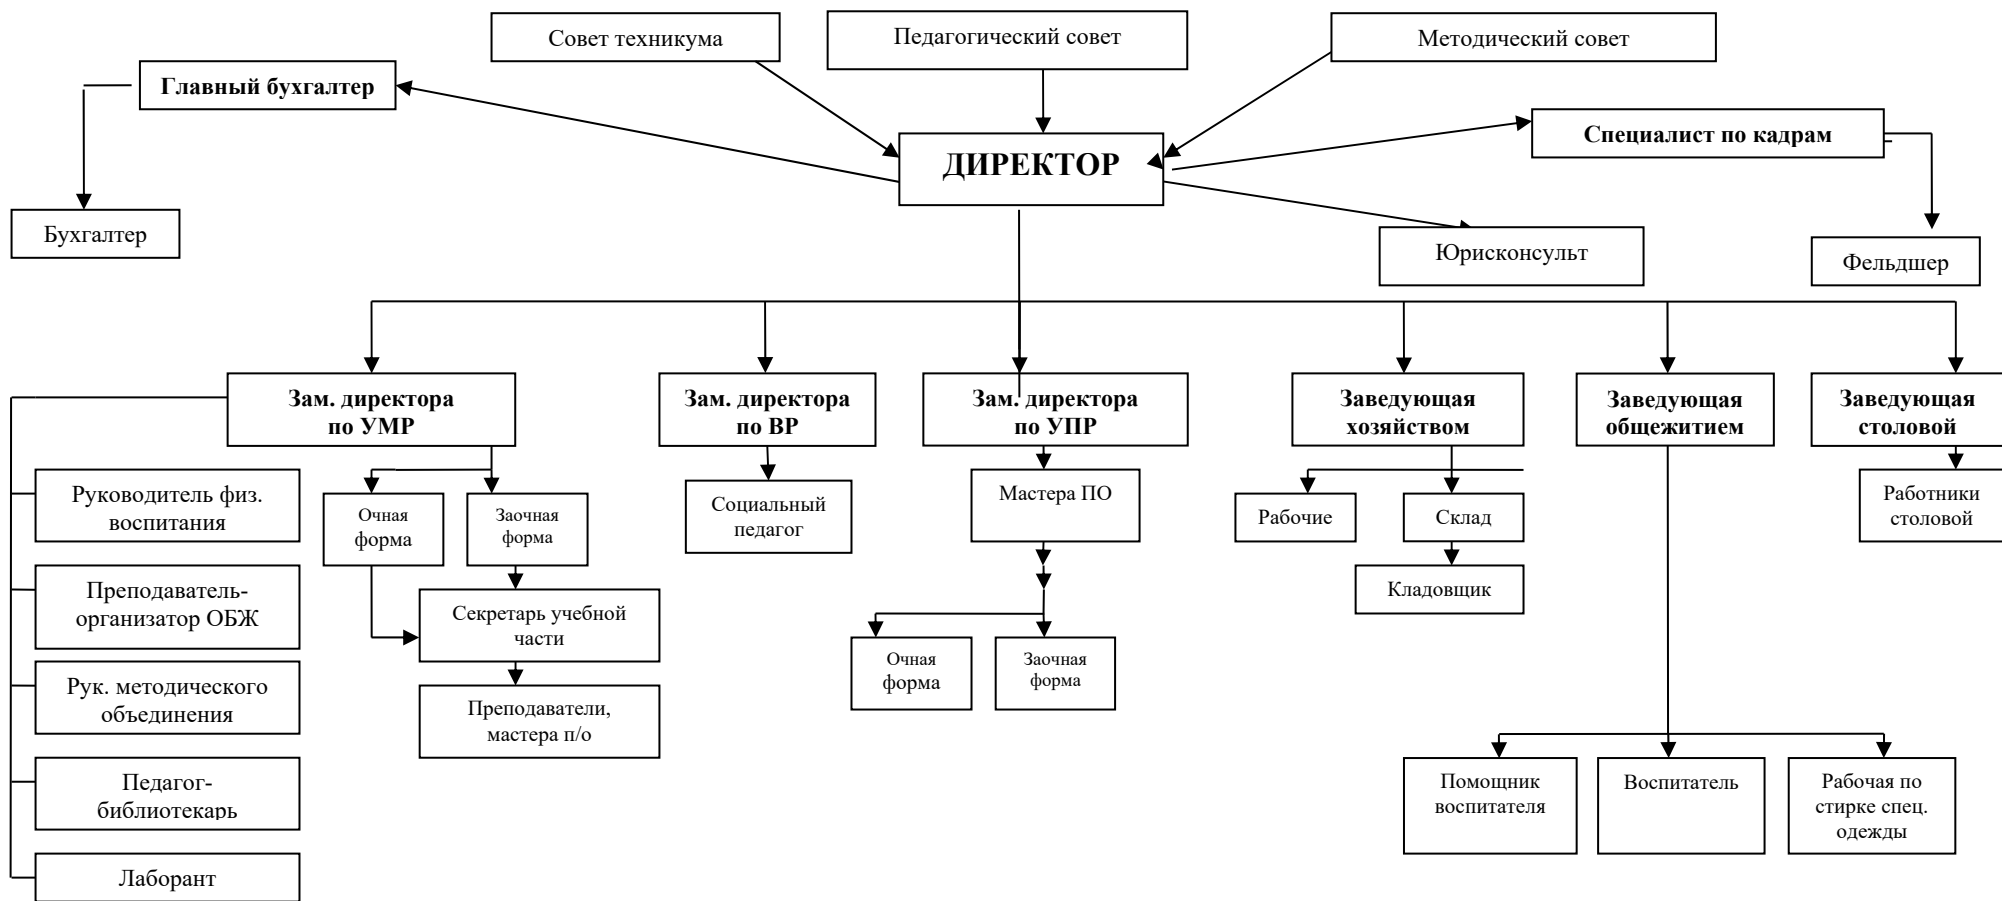 Совет техникума
Педагогический совет
Методический совет
Главный бухгалтер
Специалист по кадрам
ДИРЕКТОР
Бухгалтер
Юрисконсульт
Фельдшер
Зам. директора
по УМР
Зам. директора
по ВР
Зам. директора
по УПР
Заведующая
хозяйством
Заведующая
общежитием
Заведующая
столовой
Руководитель физ.
воспитания
Очная
форма
Заочная
форма
Социальный
педагог
Мастера ПО
Рабочие
Склад
Работники
столовой
Преподаватель-
организатор ОБЖ
Секретарь учебной
части
Кладовщик
Рук. методического
объединения
Преподаватели,
мастера п/о
Очная
форма
Заочная
форма
Педагог-
библиотекарь
Помощник
воспитателя
Воспитатель
Рабочая по
стирке спец.
одежды
Лаборант